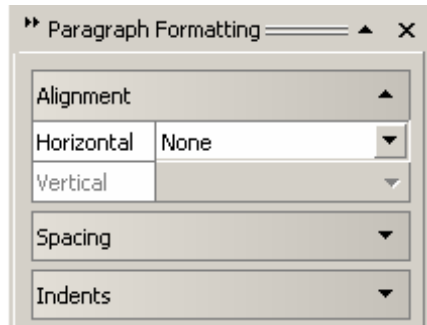 Paragraph Formatting
Alignment
Horizontal None
Vertical
Spacing
Indents